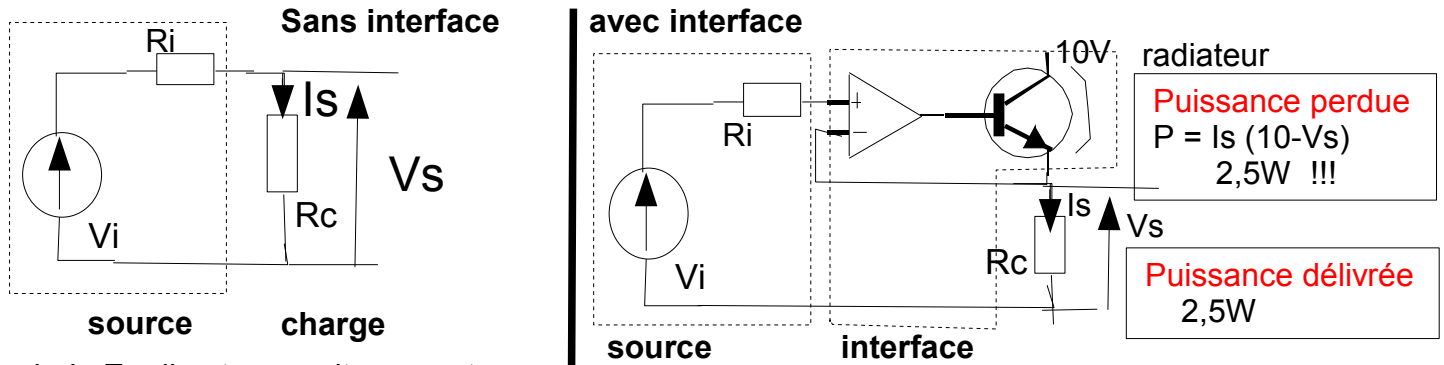 Sans interface
Ri
Is
Vs
Rc
Vi
source
charge
avec interface
10V
radiateur
Puissance perdue
P = Is (10-Vs)
2,5W !!!
Ri
+
−
Is
Vs
Rc
Vi
Puissance délivrée
2,5W
source
interface